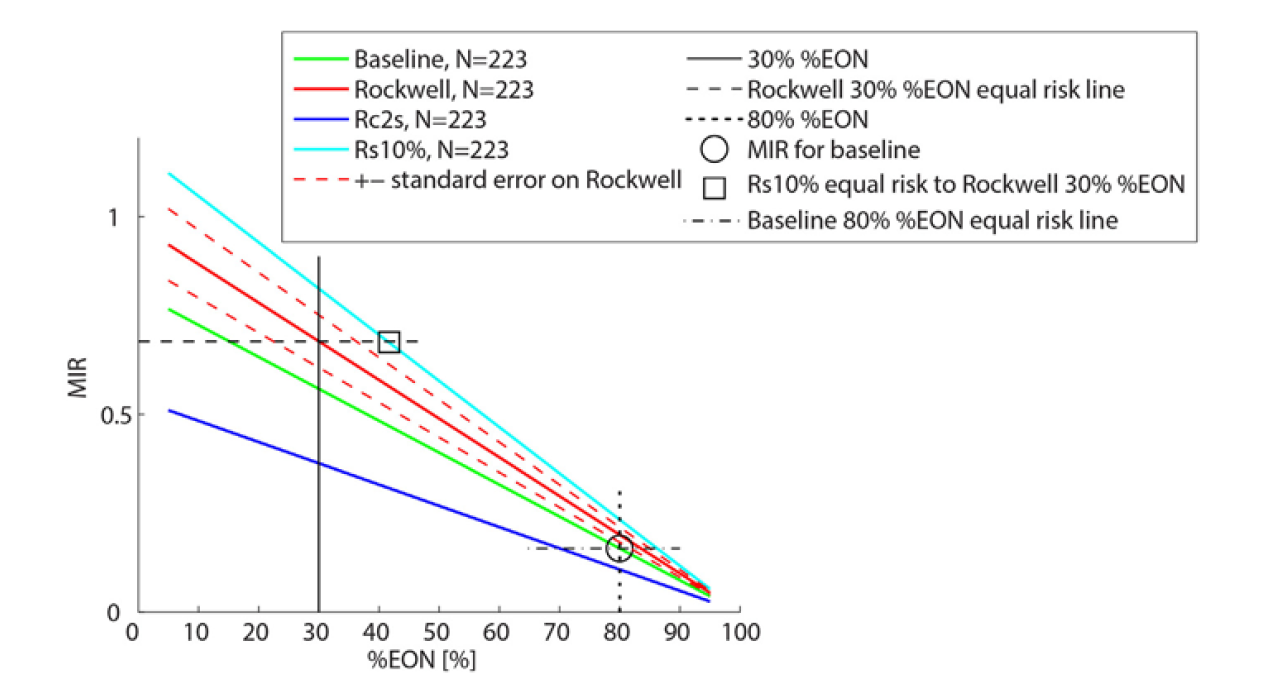 Baseline, N=223
Rockwell, N=223
Rc2s, N=223
Rs10%, N=223
+− standard error on Rockwell
30% %EON
Rockwell 30% %EON equal risk line
80% %EON
MIR for baseline
Rs10% equal risk to Rockwell 30% %EON
Baseline 80% %EON equal risk line
MIR
1
0.5
0
0 10 20 30 40 50 60 70 80 90 100
%EON [%]